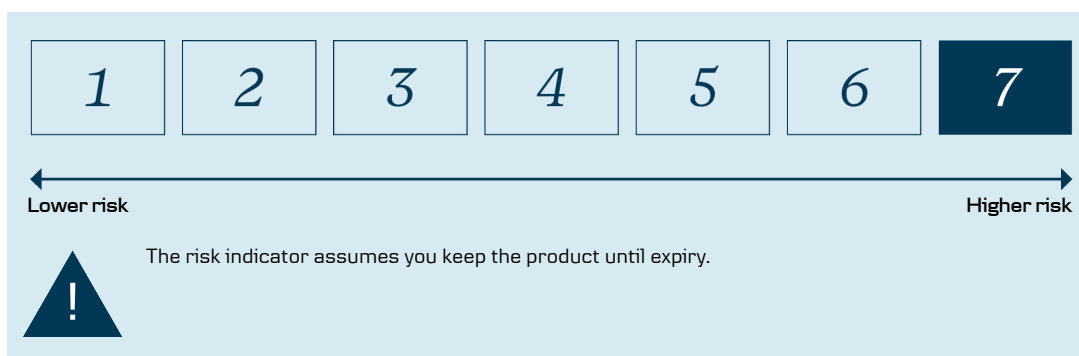 1 2 3 4 5 6 7
Lower risk Higher risk
The risk indicator assumes you keep the product until expiry.
!